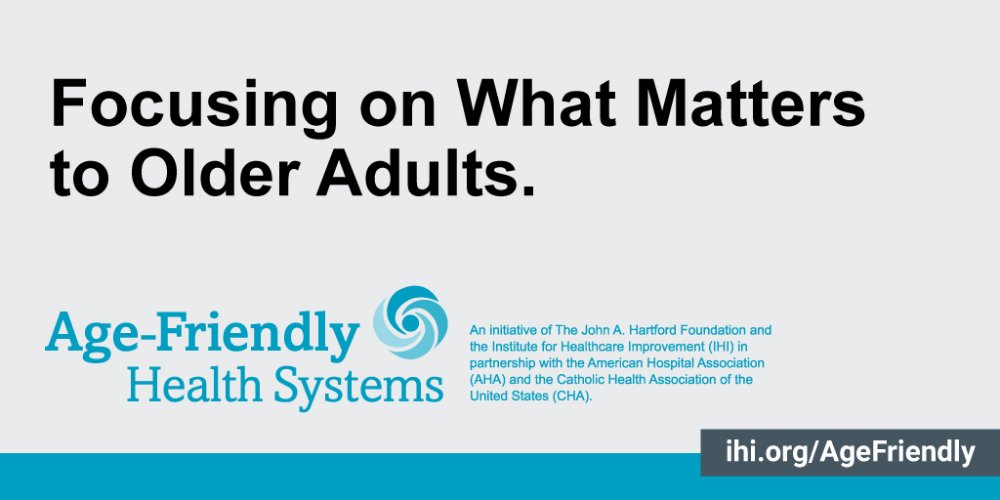 Focusing on What Matters
to Older Adults.
Age-Friendly
Health Systems
An initiative of The John A. Hartford Foundation and
the Institute for Healthcare Improvement (IHI) in
partnership with the American Hospital Association
(AHA) and the Catholic Health Association of the
United States (CHA).
ihi.org/AgeFriendly